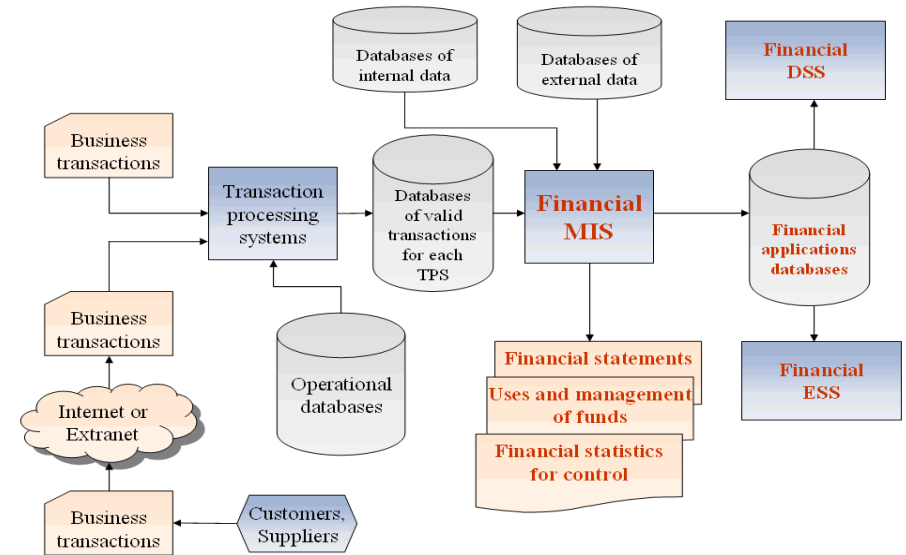 Databases of
internal data
Databases of
external data
Financial
DSS
Business
transactions
Transaction
processing
systems
Databases
of valid
transactions
for each
TPS
Financial
MIS
Financial
applications
databases
Business
transactions
Operational
databases
Financial statements
Uses and management
of funds
Financial statistics
for control
Financial
ESS
Internet or
Extranet
Business
transactions
Customers,
Suppliers